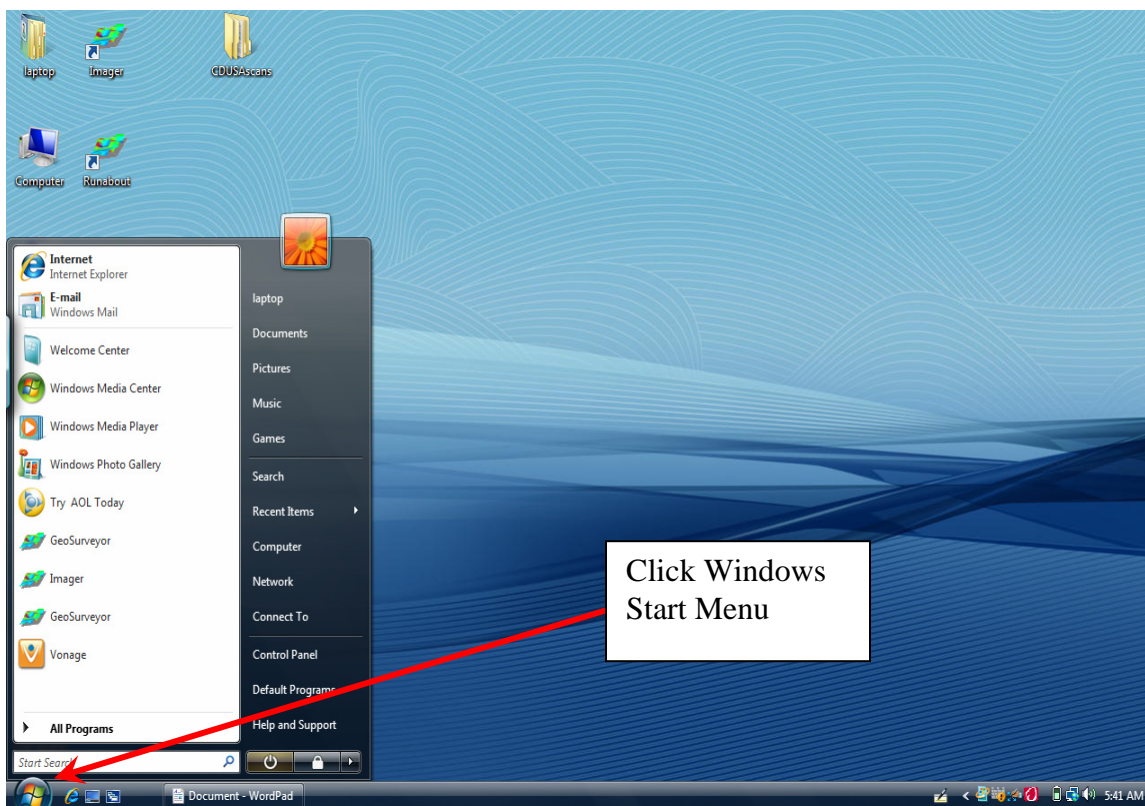 laptop
Imager
CDUSAscans
Computer
Runabout
Internet
Internet Explorer
E-mail
Windows Mail
Welcome Center
Windows Media Center
Windows Media Player
Windows Photo Gallery
Try AOL Today
GeoSurveyor
Imager
GeoSurveyor
Vonage
All Programs
Start Search
laptop
Documents
Pictures
Music
Games
Search
Recent Items
Computer
Network
Connect To
Control Panel
Default Programs
Help and Support
Click Windows
Start Menu
Document - WordPad
5:41 AM